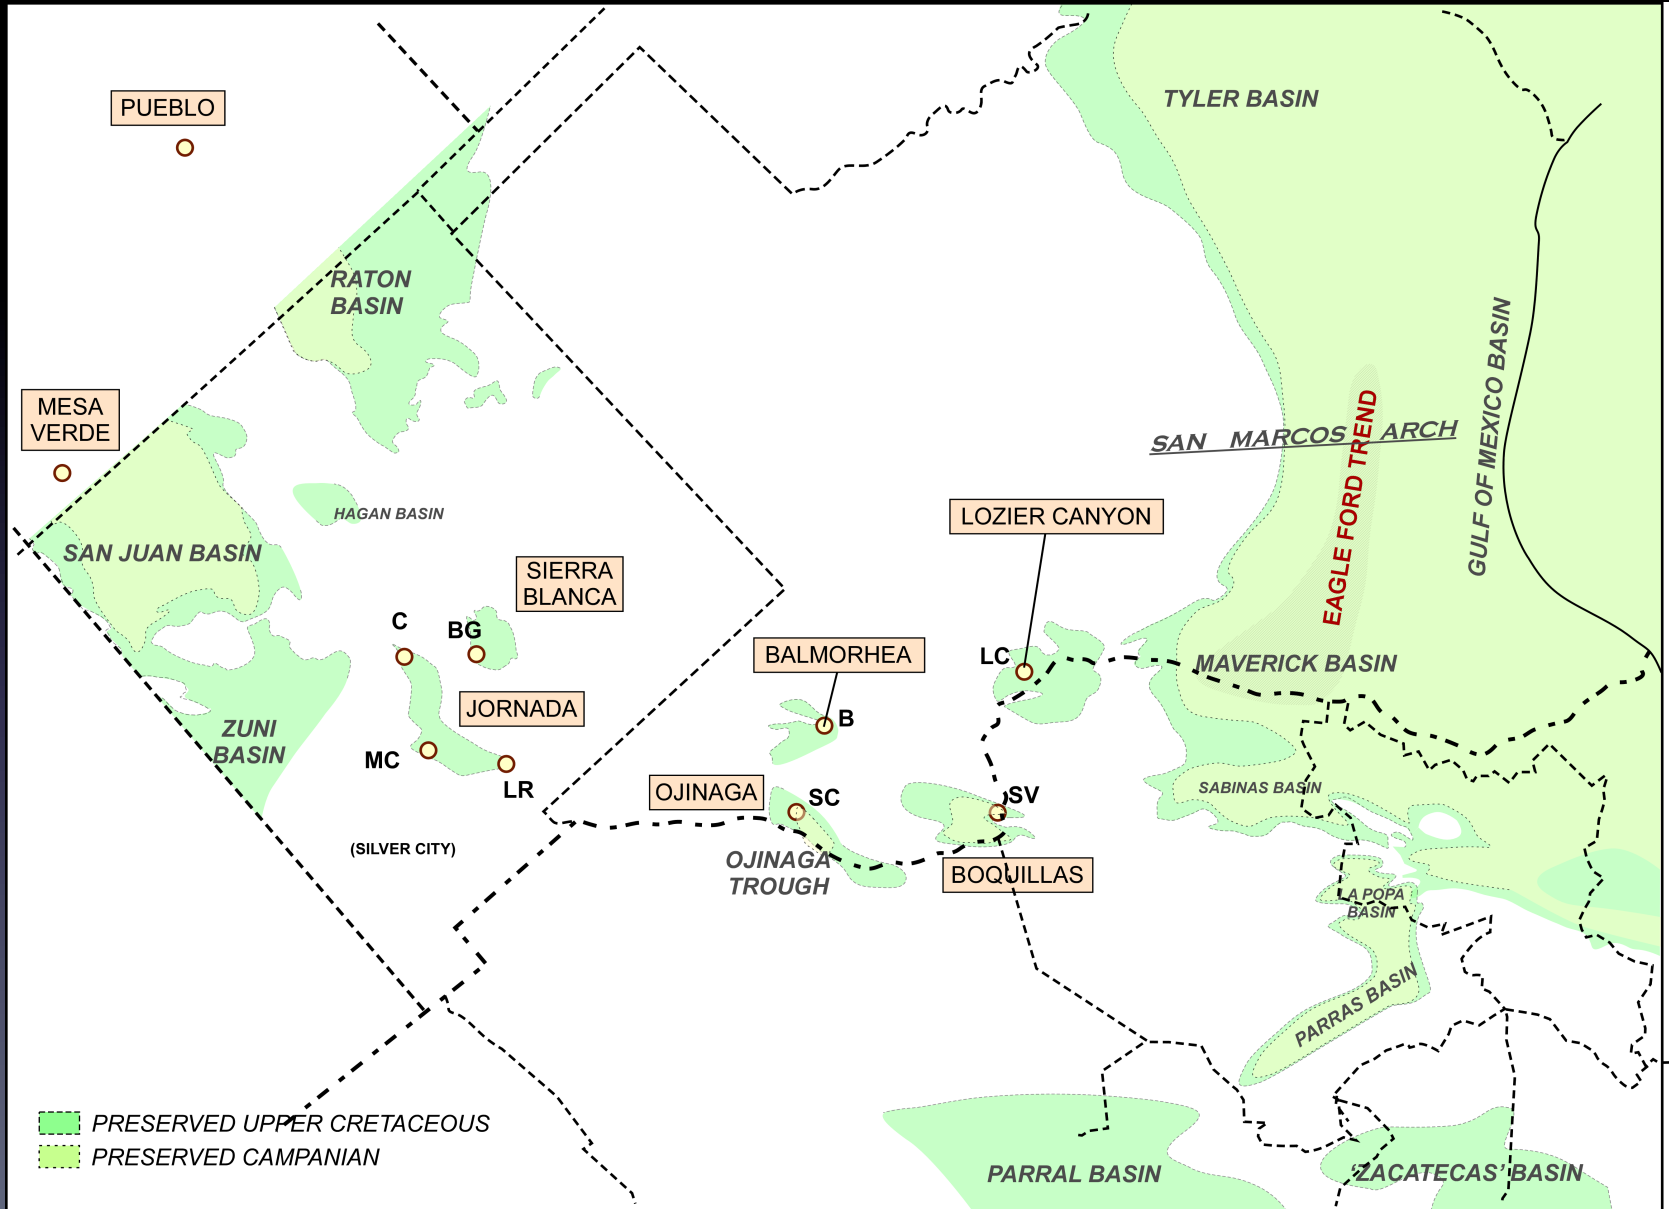 TYLER BASIN
PUEBLO
RATON
BASIN
GULF OF MEXICO BASIN
MESA
VERDE
EAGLE FORD TREND
SAN MARCOS ARCH
HAGAN BASIN
LOZIER CANYON
SAN JUAN BASIN
SIERRA
BLANCA
C
BG
BALMORHEA
LC
MAVERICK BASIN
JORNADA
B
ZUNI
BASIN
MC
LR
OJINAGA
SC
SV
SABINAS BASIN
(SILVER CITY)
OJINAGA
TROUGH
BOQUILLAS
LA POPA
BASIN
PARRAS BASIN
PRESERVED UPPER CRETACEOUS
PRESERVED CAMPANIAN
PARRAL BASIN
'ZACATECAS' BASIN